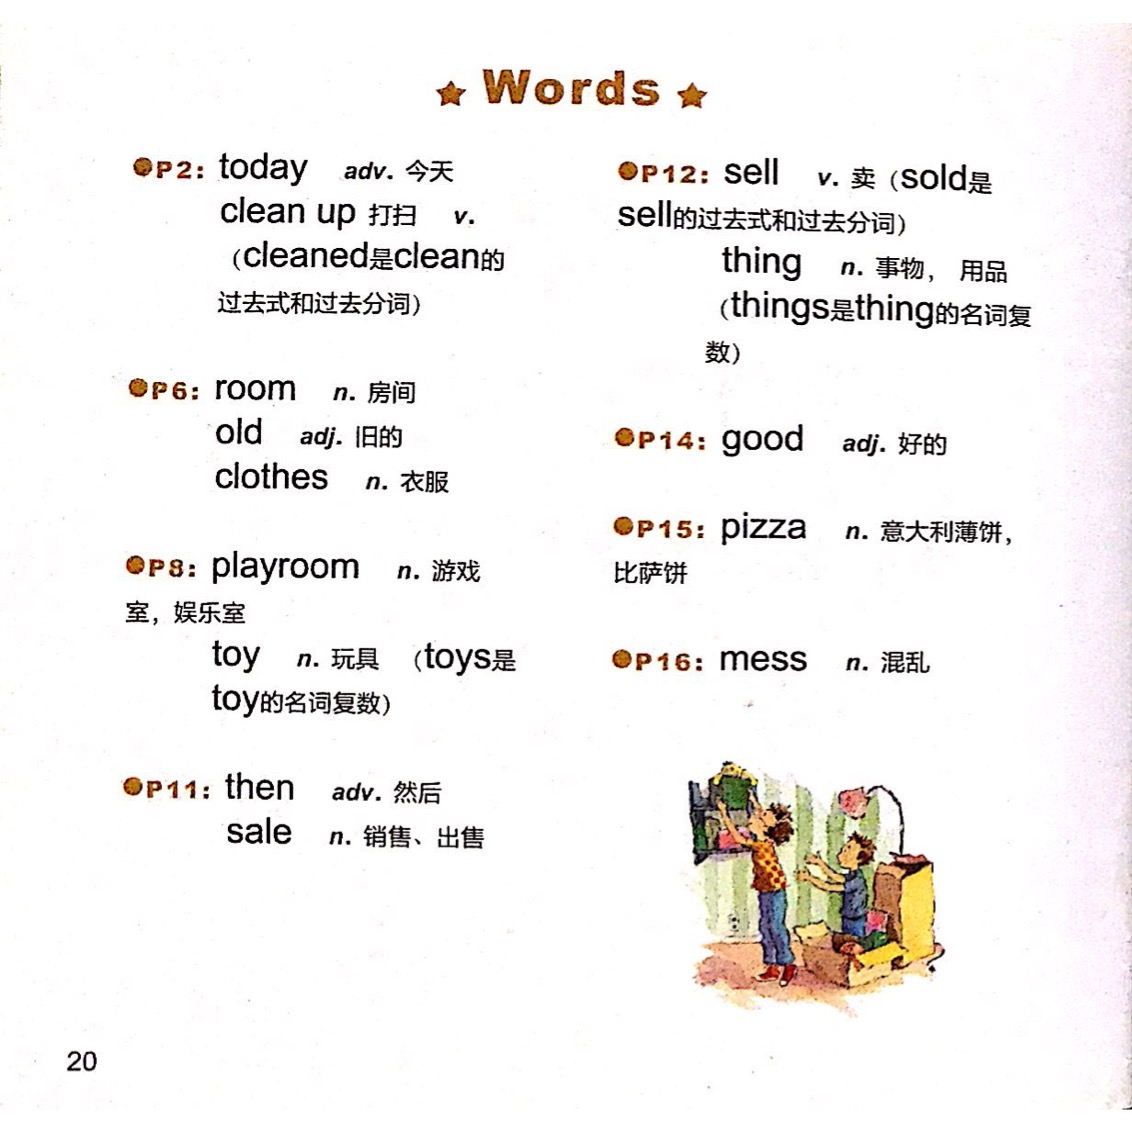 Words
P2: today adv. 今天
clean up 打扫 v.
（cleaned是clean的
过去式和过去分词）
P6: room n. 房间
old adj. 旧的
clothes n. 衣服
P8: playroom n. 游戏
室，娱乐室
toy n. 玩具 （toys是
toy的名词复数）
P11: then adv. 然后
sale n. 销售、出售
P12: sell v. 卖（sold是
sell的过去式和过去分词）
thing n. 事物， 用品
（things是thing的名词复
数）
P14: good adj. 好的
P15: pizza n. 意大利薄饼，
比萨饼
P16: mess n. 混乱
20